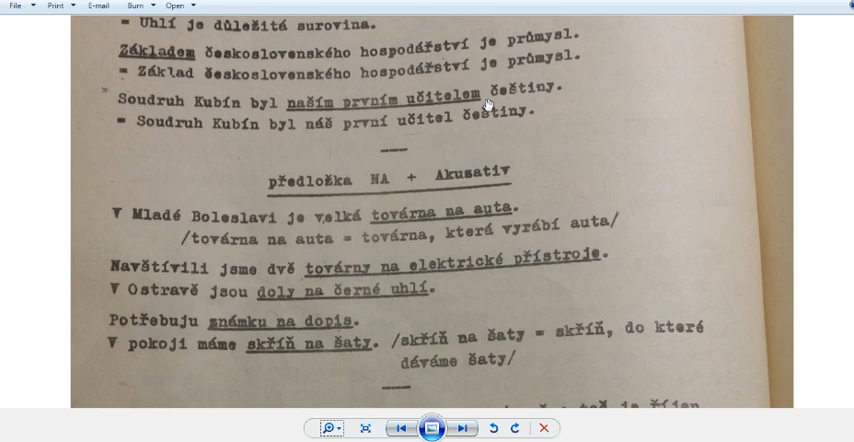 File Print E-mail Burn Open
= Uhlí je důležitá surovina.
Základem československého hospodářství je průmysl.
= Základ československého hospodářství je průmysl.
Soudruh Kubín byl naším prvním učitelem češtiny.
= Soudruh Kubín byl náš první učitel češtiny.
předložka NA + Akusativ
V Mladé Boleslavi je velká továrna na auta.
/továrna na auta = továrna, která vyrábí auta/
Navštívili jsme dvě továrny na elektrické přístroje.
V Ostravě jsou doly na černé uhlí.
Potřebuju známku na dopis.
V pokoji máme skříň na šaty. /skříň na šaty = skříň, do které
dáváme šaty/
je říjen